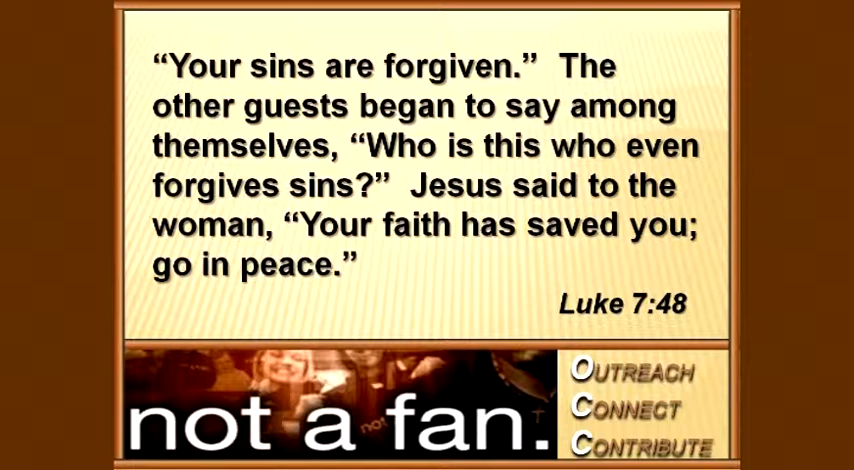 “Your sins are forgiven.” The
other guests began to say among
themselves, “Who is this who even
forgives sins?” Jesus said to the
woman, “Your faith has saved you;
go in peace.”
Luke 7:48
not a fan.
not
OUTREACH
CONNECT
CONTRIBUTE